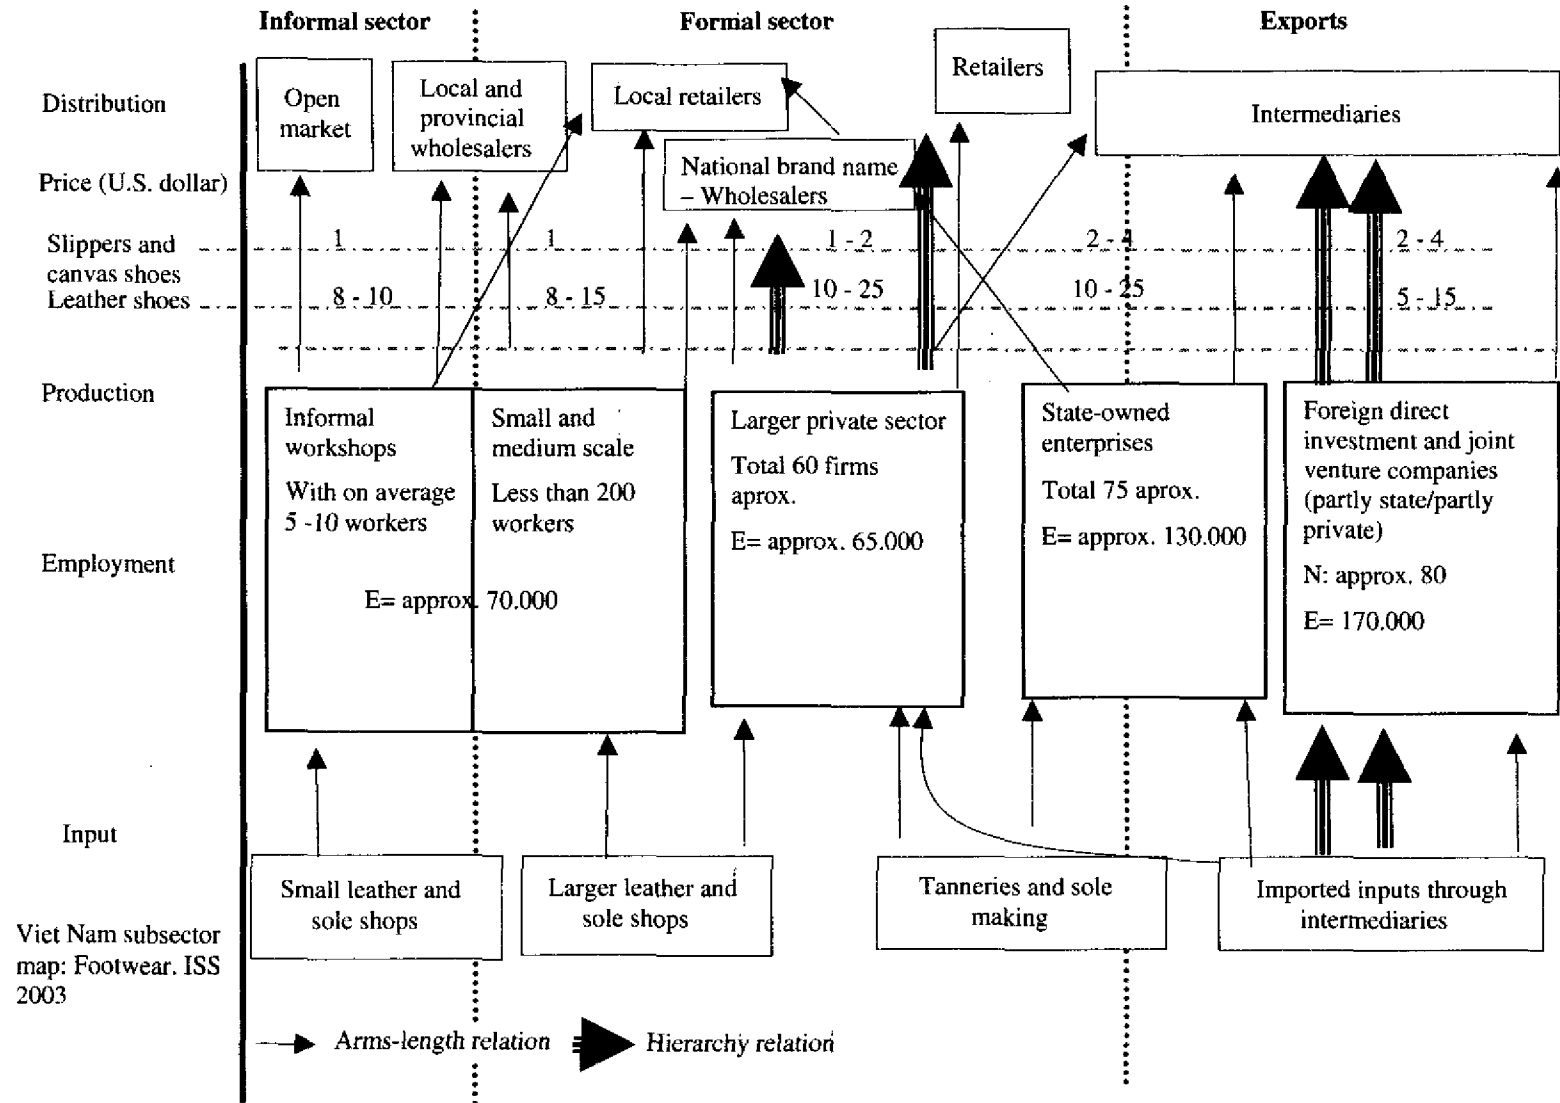 Informal sector
Formal sector
Exports
Distribution
Open
market
Local and
provincial
wholesalers
Local retailers
Retailers
Intermediaries
National brand name
– Wholesalers
Price (U.S. dollar)
Slippers and
canvas shoes
1
1
1 - 2
2 - 4
2 - 4
Leather shoes
8 - 10
8 - 15
10 - 25
10 - 25
5 - 15
Production
Informal
workshops
With on average
5 -10 workers
Small and
medium scale
Less than 200
workers
E= approx. 70.000
Larger private sector
Total 60 firms
aprox.
E= approx. 65.000
State-owned
enterprises
Total 75 aprox.
E= approx. 130.000
Foreign direct
investment and joint
venture companies
(partly state/partly
private)
N: approx. 80
E= 170.000
Employment
Input
Small leather and
sole shops
Larger leather and
sole shops
Tanneries and sole
making
Imported inputs through
intermediaries
Viet Nam subsector
map: Footwear. ISS
2003
Arms-length relation
Hierarchy relation